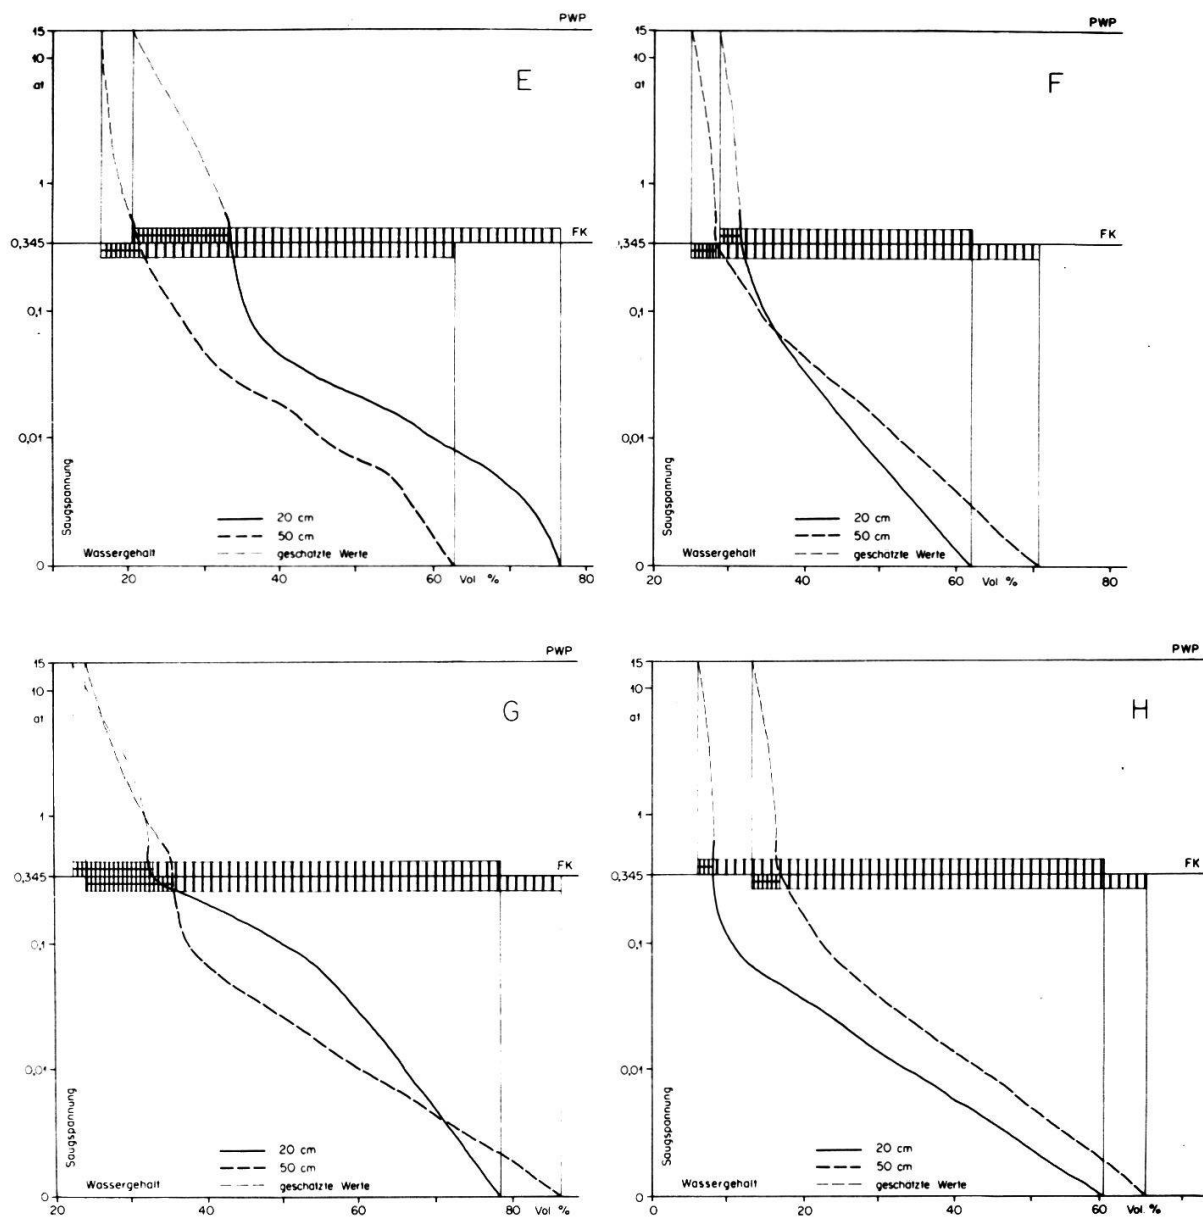 PWP
15
10
at
E
1
0,345
FK
0,1
0,01
Saugspannung
20 cm
50 cm
geschätzte Werte
Wassergehalt
0
20
40
60
Vol %
80
PWP
15
10
at
F
1
,345
FK
0,1
0,01
Saugspannung
20 cm
50 cm
geschätzte Werte
Wassergehalt
0
20
40
60
Vol %
80
PWP
15
10
at
G
1
0,345
FK
0,1
0,01
Saugspannung
20 cm
50 cm
geschätzte Werte
Wassergehalt
0
20
40
60
Vol %
80
PWP
15
10
at
H
1
0,345
FK
0,1
0,01
Saugspannung
20 cm
50 cm
geschätzte Werte
Wassergehalt
0
20
40
60
Vol. %
80